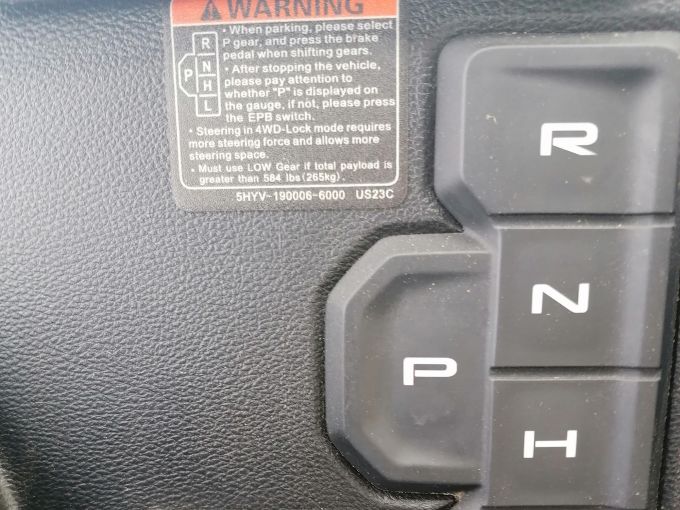 WARNING
• When parking, please select
P gear, and press the brake
pedal when shifting gears.
• After stopping the vehicle,
please pay attention to
whether "P" is displayed on
the gauge, if not, please press
the EPB switch.
R
N
P
H
L
• Steering in 4WD-Lock mode requires
more steering force and allows more
steering space.
• Must use LOW Gear if total payload is
greater than 584 lbs(265kg).
5HYV-190006-6000 US23C
R
N
P
H